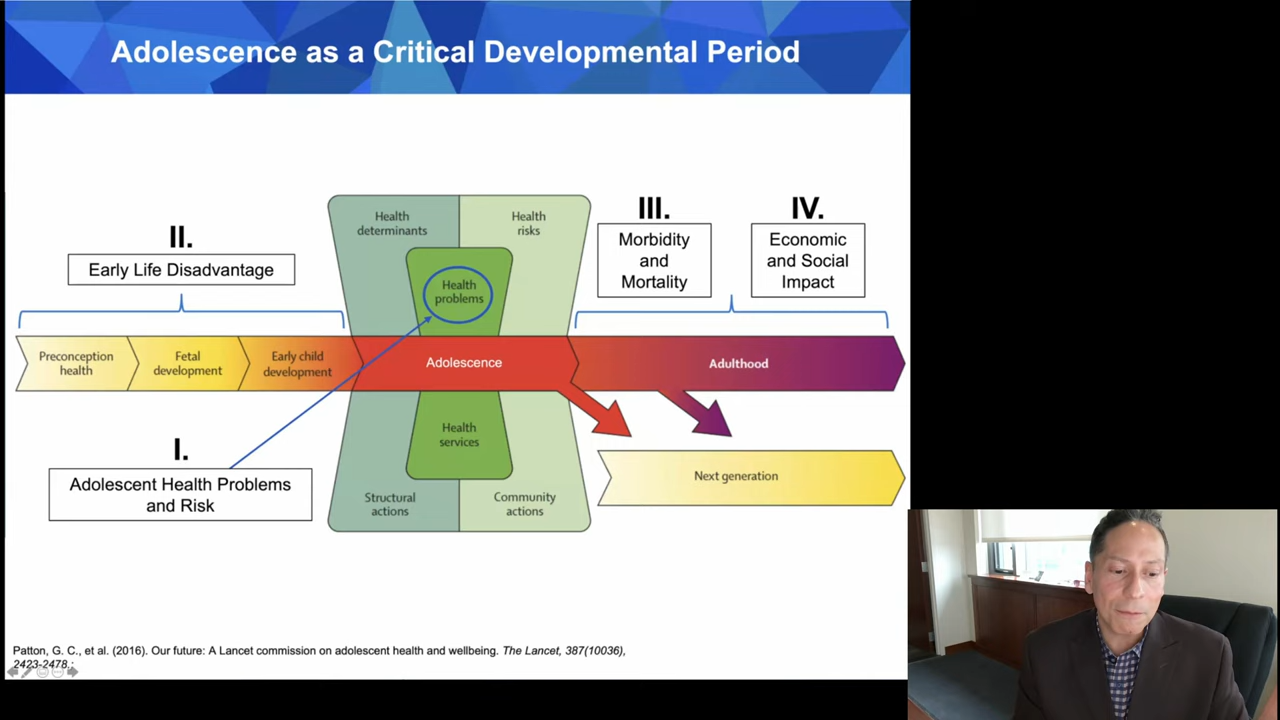 Adolescence as a Critical Developmental Period
II.
Early Life Disadvantage
Health
determinants
Health
risks
Health
problems
III.
Morbidity
and
Mortality
IV.
Economic
and Social
Impact
Preconception
health
Fetal
development
Early child
development
Adolescence
Adulthood
I.
Adolescent Health Problems
and Risk
Health
services
Structural
actions
Community
actions
Next generation
Patton, G. C., et al. (2016). Our future: A Lancet commission on adolescent health and wellbeing. The Lancet, 387(10036),
2423-2478.;